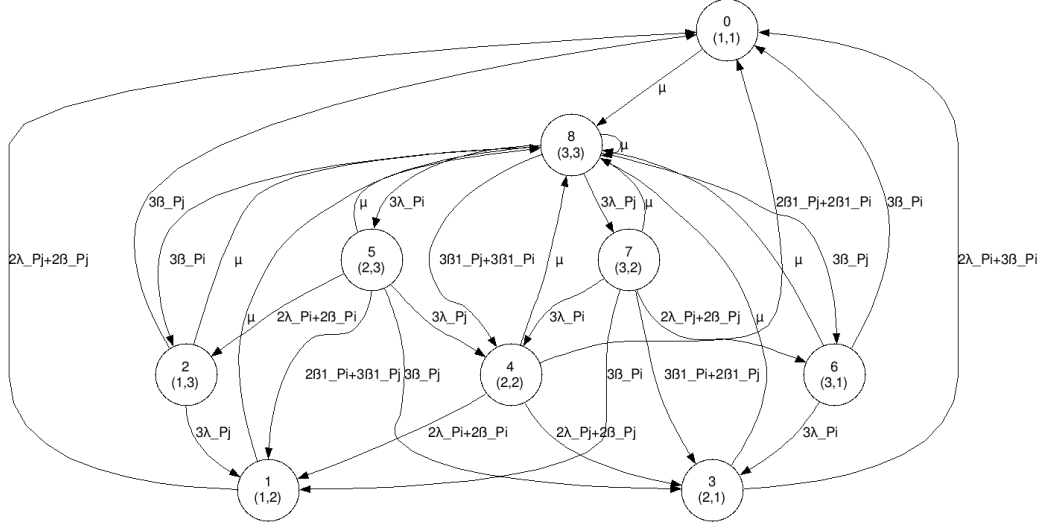 0
(1,1)
μ
8
(3,3)
μ
3ß_Pj
μ
3λ_Pi
3λ_Pj
μ
2ß1_Pj+2ß1_Pi
3ß_Pi
2λ_Pj+2ß_Pj
3ß_Pi
μ
5
(2,3)
3ß1_Pj+3ß1_Pi
μ
7
(3,2)
μ
3ß_Pj
2λ_Pi+3ß_Pi
μ
2λ_Pi+2ß_Pi
3λ_Pj
3λ_Pi
2λ_Pj+2ß_Pj
μ
2
(1,3)
2ß1_Pi+3ß1_Pj
3ß_Pj
4
(2,2)
3ß_Pi
3ß1_Pi+2ß1_Pj
6
(3,1)
3λ_Pj
2λ_Pi+2ß_Pi
2λ_Pj+2ß_Pj
3λ_Pi
1
(1,2)
3
(2,1)